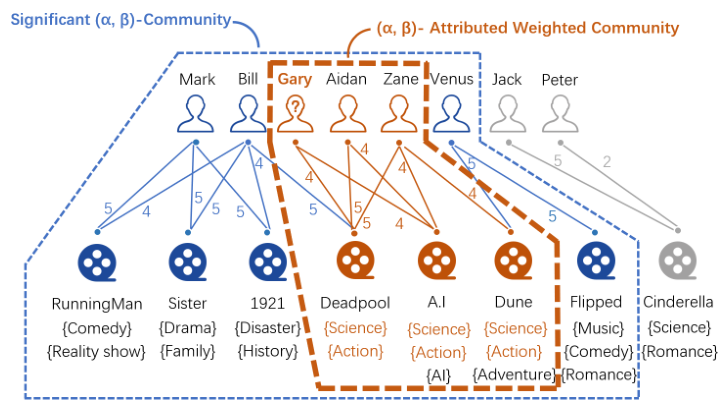 Significant (α, β)-Community
(α, β)- Attributed Weighted Community
Mark Bill Gary Aidan Zane Venus Jack Peter
?
4 4 5 5 2
4 4 4
5 4 5 5 5 5 5 5 4 5
RunningMan Sister 1921 Deadpool A.I Dune Flipped Cinderella
{Comedy} {Drama} {Disaster} {Science} {Science} {Science} {Music} {Science}
{Reality show} {Family} {History} {Action} {Action} {Action} {Comedy} {Romance}
{AI} {Adventure} {Romance}